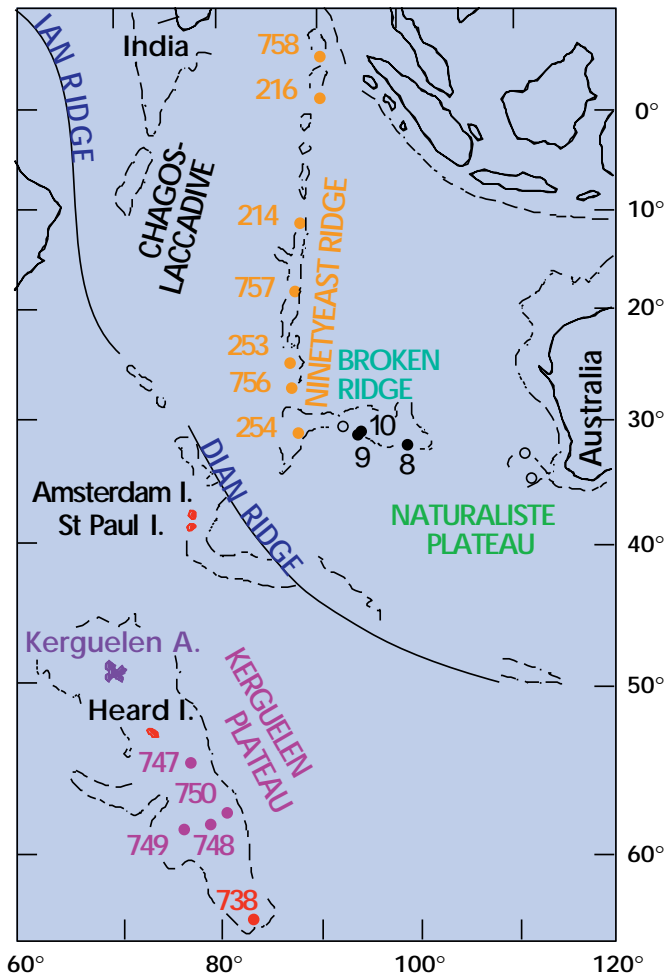 IAN RIDGE
India
758
216
0°
CHAGOS-
LACCADIVE
214
10°
NINETYEAST RIDGE
757
20°
253
BROKEN
RIDGE
756
Australia
254
10
30°
9
8
DIAN RIDGE
Amsterdam I.
St Paul I.
NATURALISTE
PLATEAU
40°
Kerguelen A.
KERGUELEN
PLATEAU
50°
Heard I.
747
750
749
748
60°
738
60°
80°
100°
120°